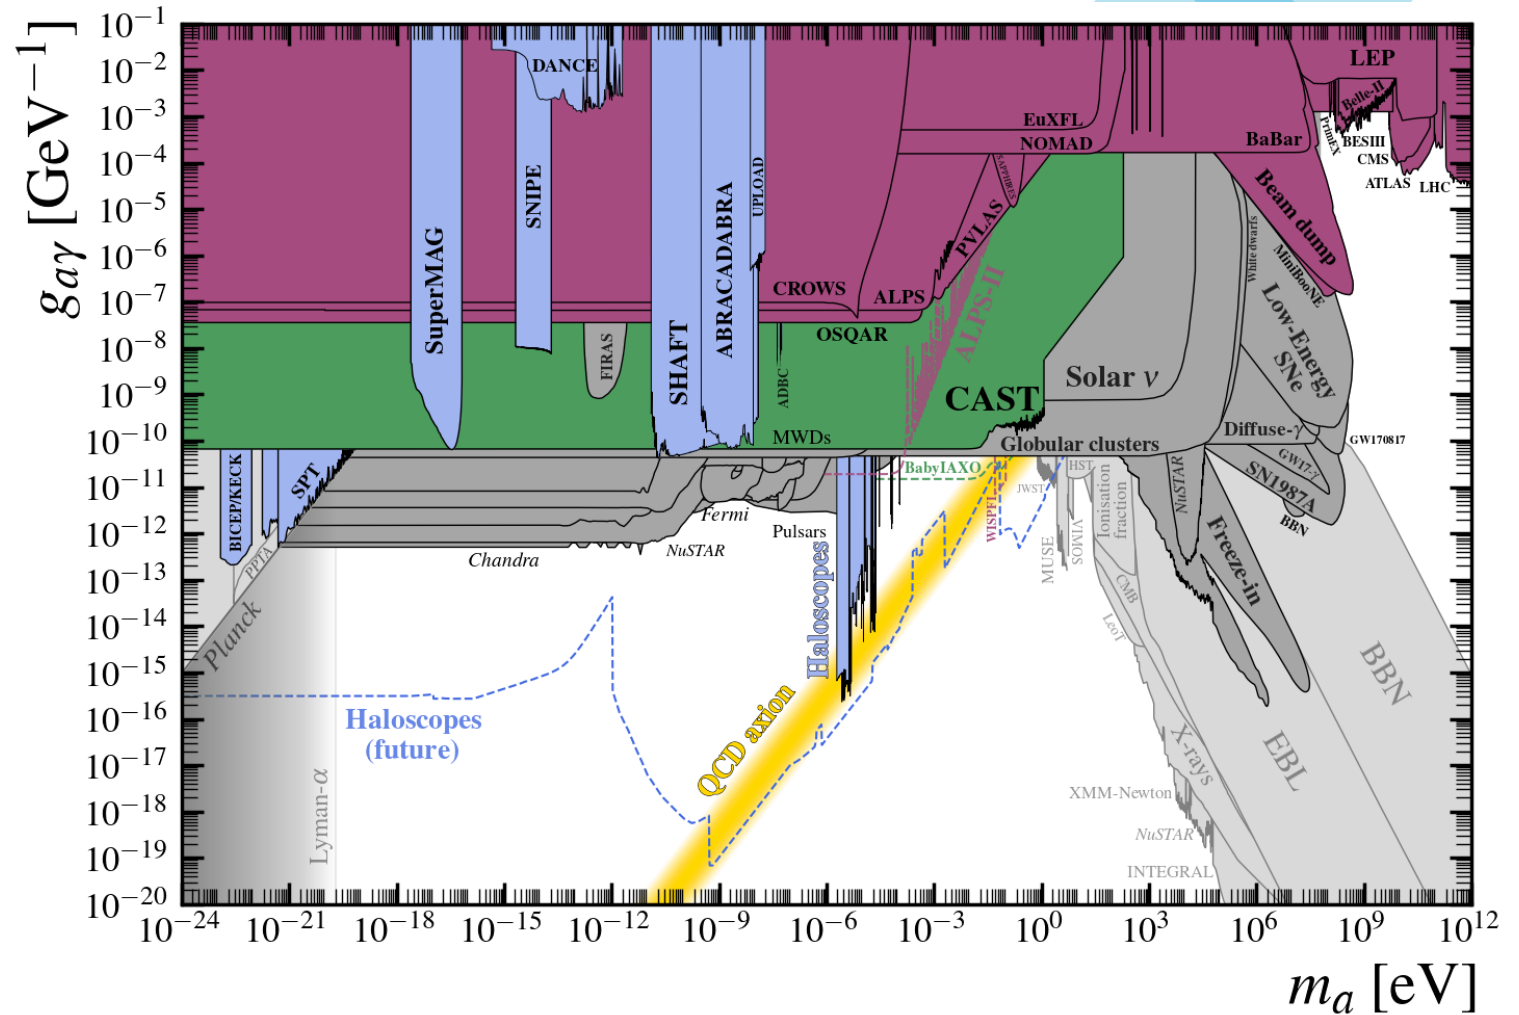 g_{aγ} [GeV^{−1}]
10^{−1}
10^{−2}
10^{−3}
10^{−4}
10^{−5}
10^{−6}
10^{−7}
10^{−8}
10^{−9}
10^{−10}
10^{−11}
10^{−12}
10^{−13}
10^{−14}
10^{−15}
10^{−16}
10^{−17}
10^{−18}
10^{−19}
10^{−20}
DANCE
SNIPE
SuperMAG
SHAFT
ABRACADABRA
UPLOAD
FIRAS
ADBC
CROWS
ALPS
OSQAR
PVLAS
SAPPHIRES
EuXFL
NOMAD
BaBar
LEP
Belle-II
PrimEX
BESIII
CMS
ATLAS
LHC
Beam dump
MiniBooNE
White dwarfs
Low-Energy
SNe
ALPS-II
CAST
Solar ν
MWDs
Globular clusters
Diffuse-γ
GW170817
GW17-γ
SN1987A
BBN
BICEP/KECK
SPT
PPTA
Planck
Lyman-α
Chandra
NuSTAR
Fermi
Pulsars
Haloscopes
BabyIAXO
WISPFI
JWST
HST
MUSE
VIMOS
Ionisation
fraction
CMB
LeoT
NuSTAR
Freeze-in
BBN
EBL
X-rays
XMM-Newton
NuSTAR
INTEGRAL
QCD axion
Haloscopes
(future)
10^{−24}
10^{−21}
10^{−18}
10^{−15}
10^{−12}
10^{−9}
10^{−6}
10^{−3}
10^{0}
10^{3}
10^{6}
10^{9}
10^{12}
m_a [eV]